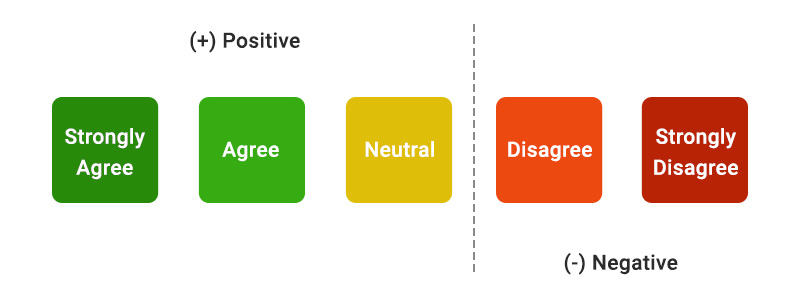 (+) Positive
Strongly
Agree
Agree
Neutral
Disagree
Strongly
Disagree
(-) Negative